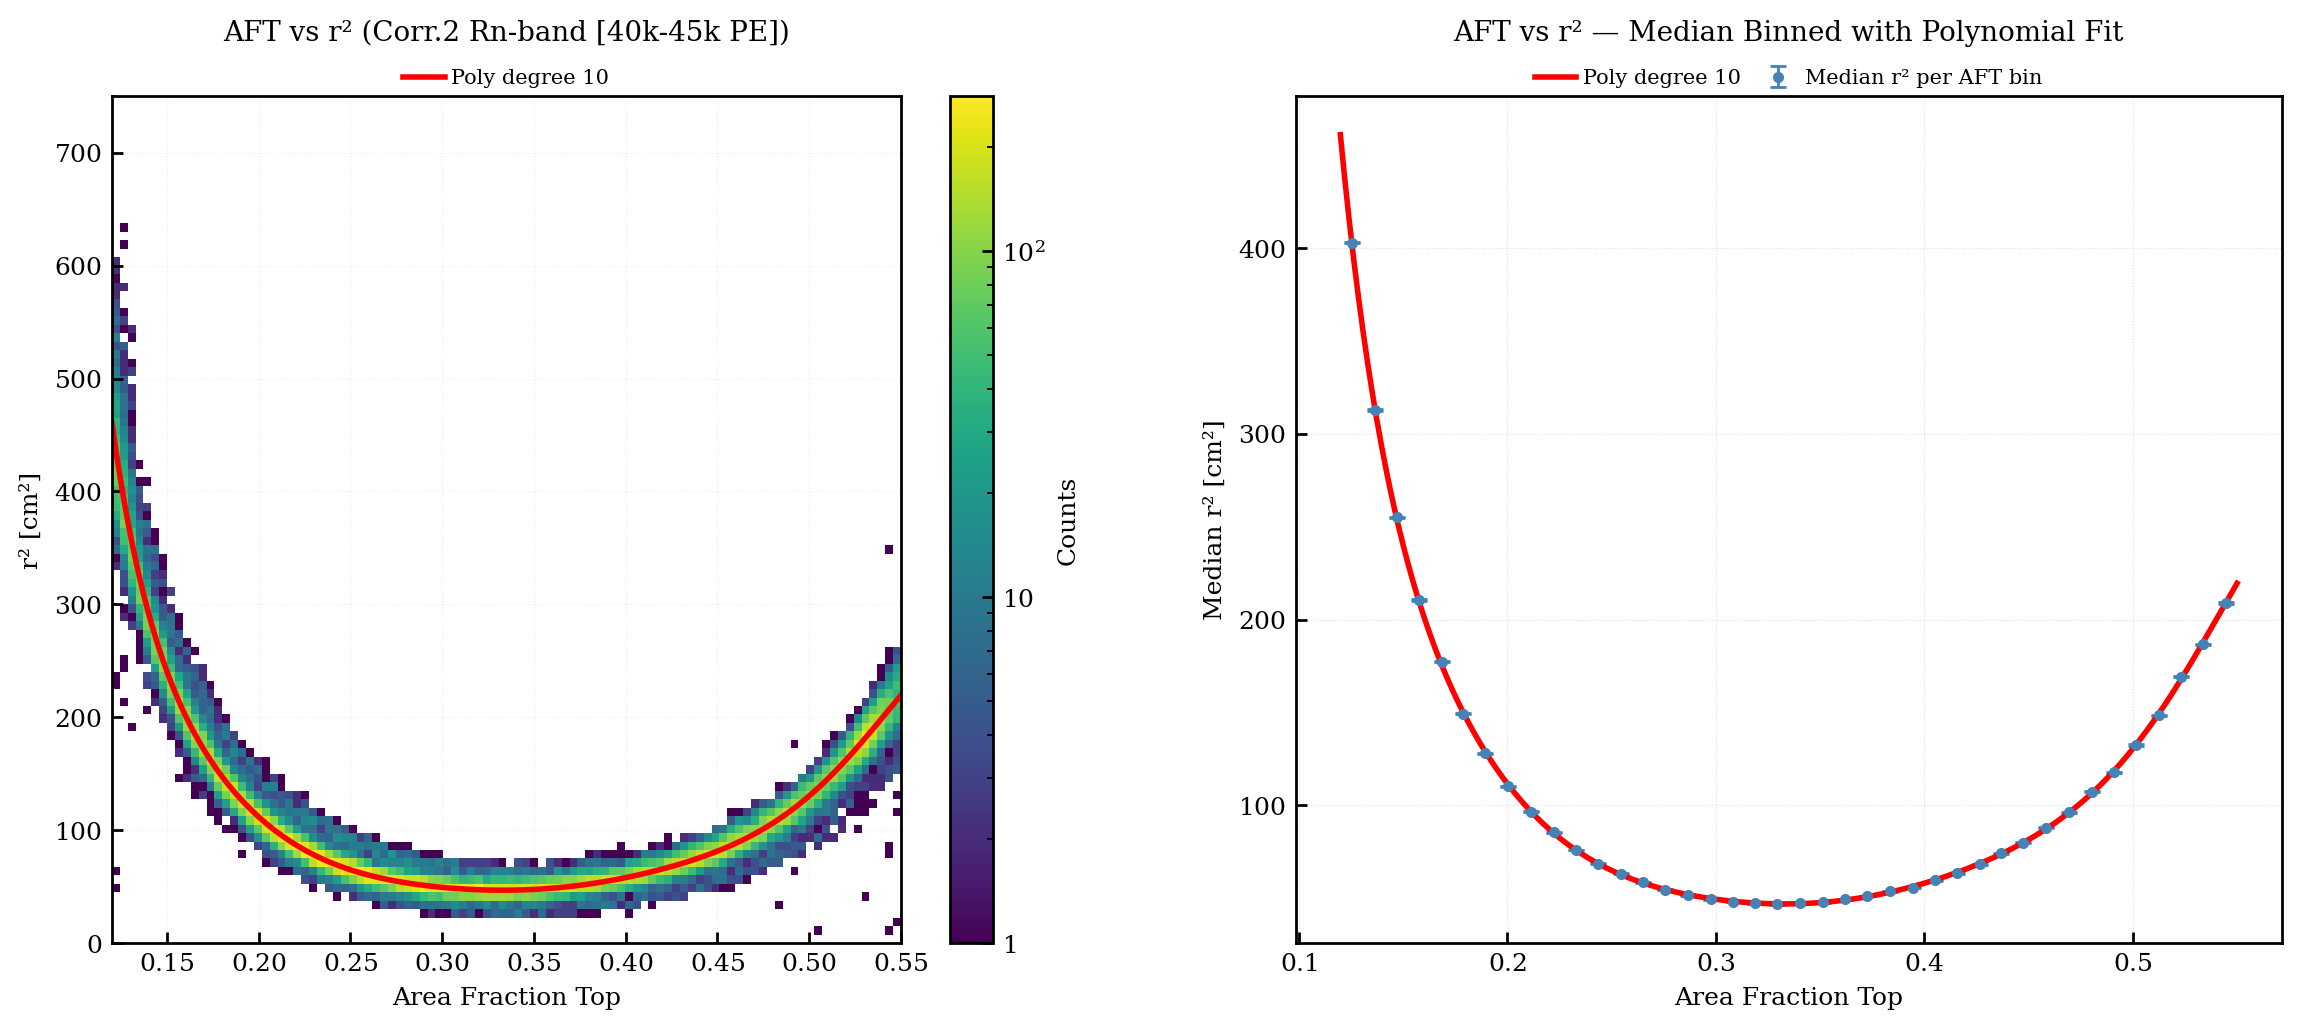 AFT vs r² (Corr.2 Rn-band [40k-45k PE])
Poly degree 10
700
600
500
400
300
200
100
0
r² [cm²]
0.15 0.20 0.25 0.30 0.35 0.40 0.45 0.50 0.55
Area Fraction Top
10²
10
1
Counts
AFT vs r² — Median Binned with Polynomial Fit
Poly degree 10 Median r² per AFT bin
400
300
200
100
Median r² [cm²]
0.1 0.2 0.3 0.4 0.5
Area Fraction Top